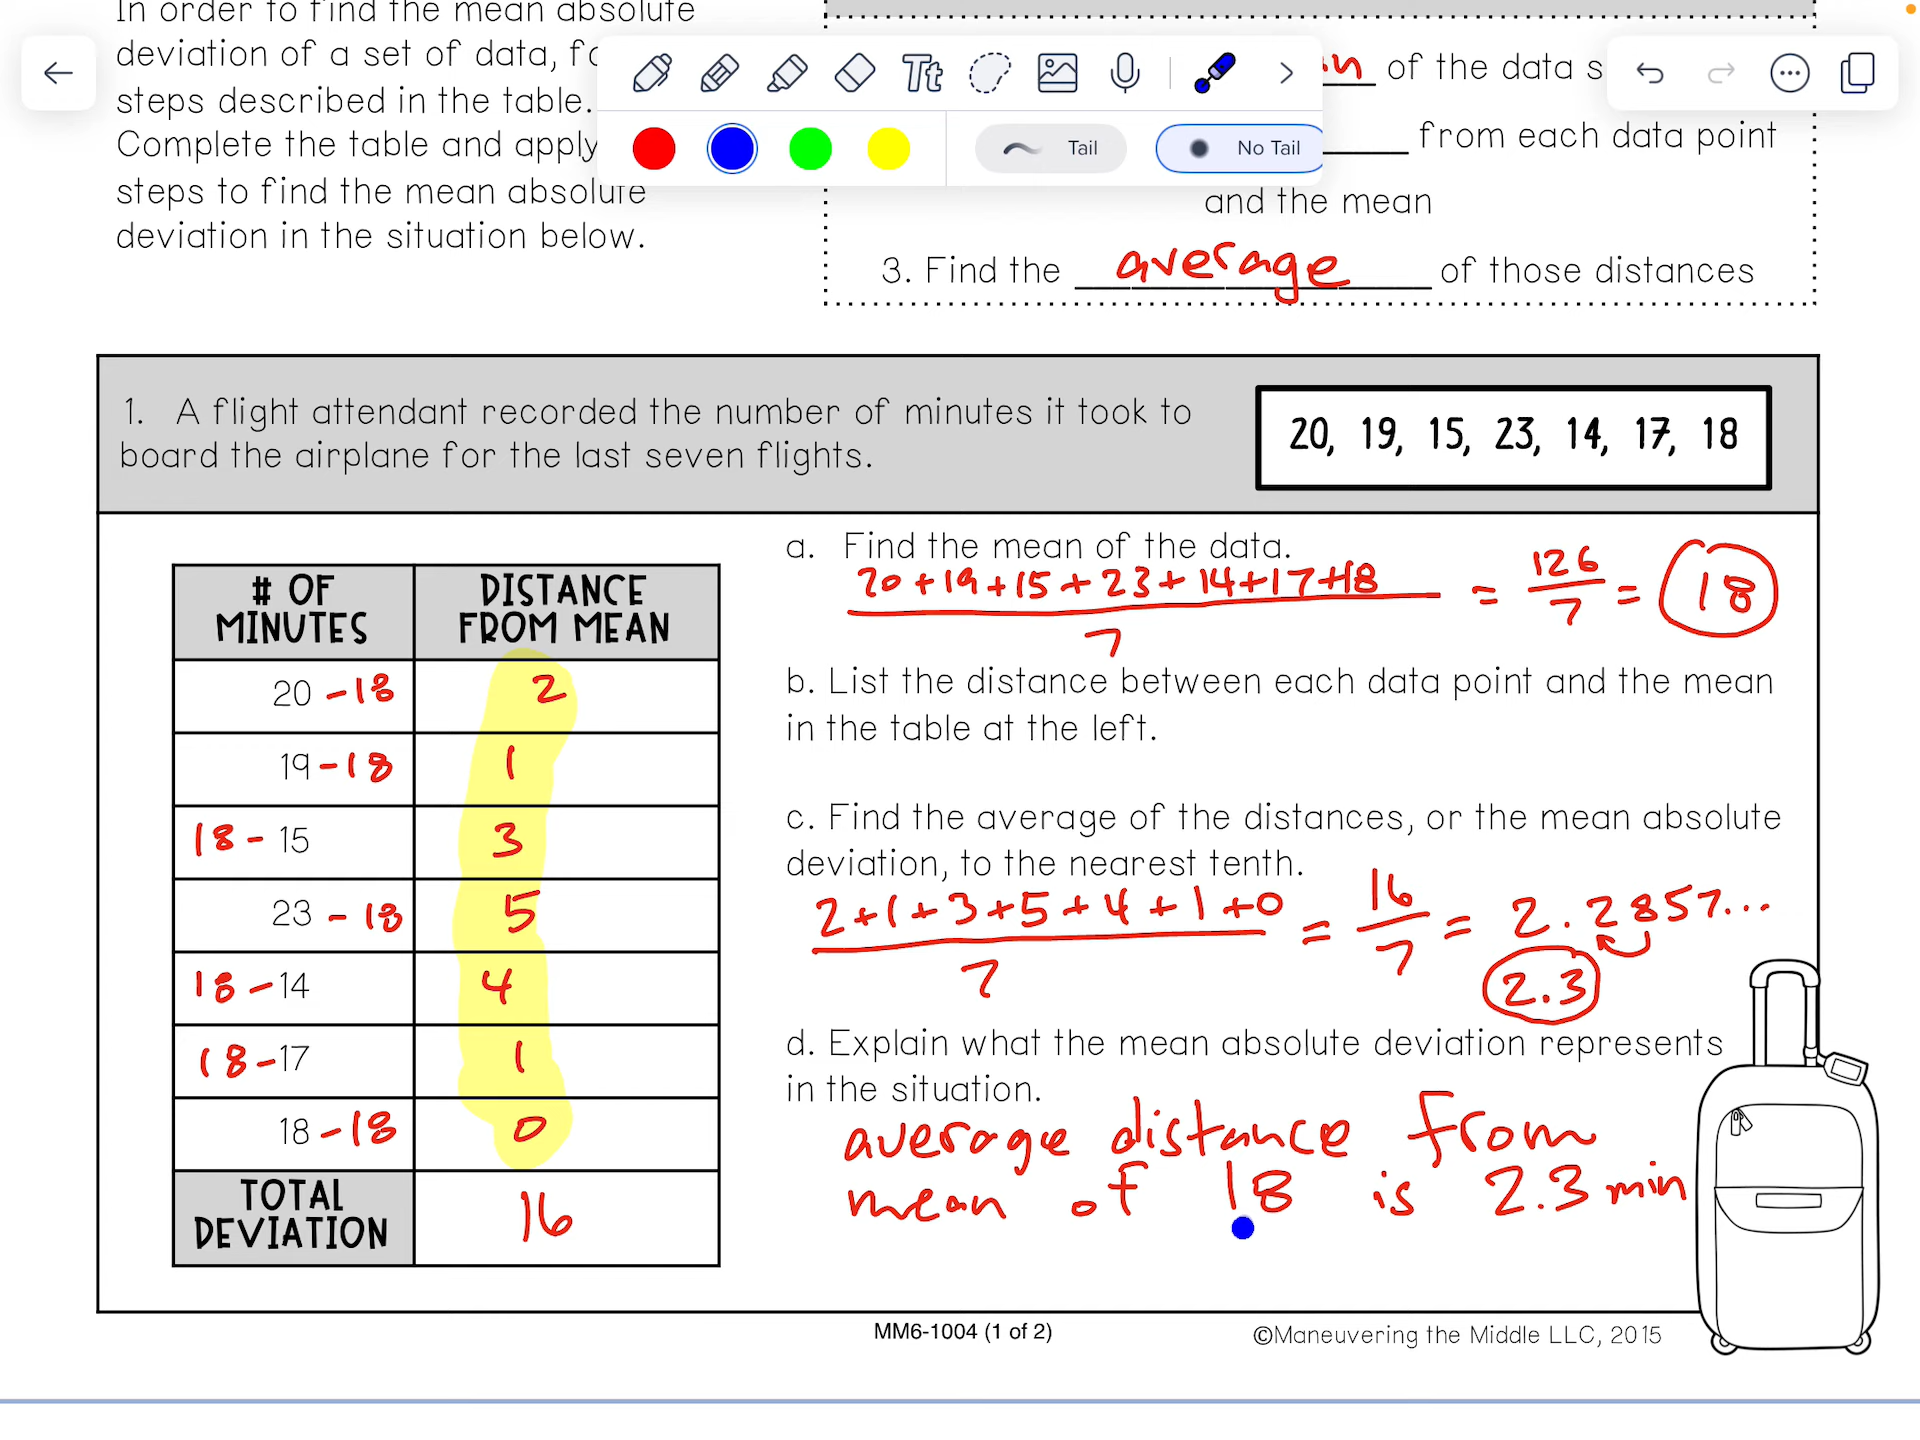 In order to find the mean absolute
deviation of a set of data,
steps described in the table.
Complete the table and apply
steps to find the mean absolute
deviation in the situation below.
Tt
Tail
No Tail
of the data
from each data point
and the mean
3. Find the average of those distances
1. A flight attendant recorded the number of minutes it took to
board the airplane for the last seven flights.
20, 19, 15, 23, 14, 17, 18
# OF MINUTES
DISTANCE FROM MEAN
20 - 18 2
19 - 18 1
18 - 15 3
23 - 18 5
18 - 14 4
18 - 17 1
18 - 18 0
TOTAL DEVIATION 16
a. Find the mean of the data.
20 + 19 + 15 + 23 + 14 + 17 + 18
7
= 126/7 = 18
b. List the distance between each data point and the mean
in the table at the left.
c. Find the average of the distances, or the mean absolute
deviation, to the nearest tenth.
2 + 1 + 3 + 5 + 4 + 1 + 0
7
= 16/7 = 2.2857...
2.3
d. Explain what the mean absolute deviation represents
in the situation.
average distance from
mean of 18 is 2.3 min
MM6-1004 (1 of 2)
©Maneuvering the Middle LLC, 2015